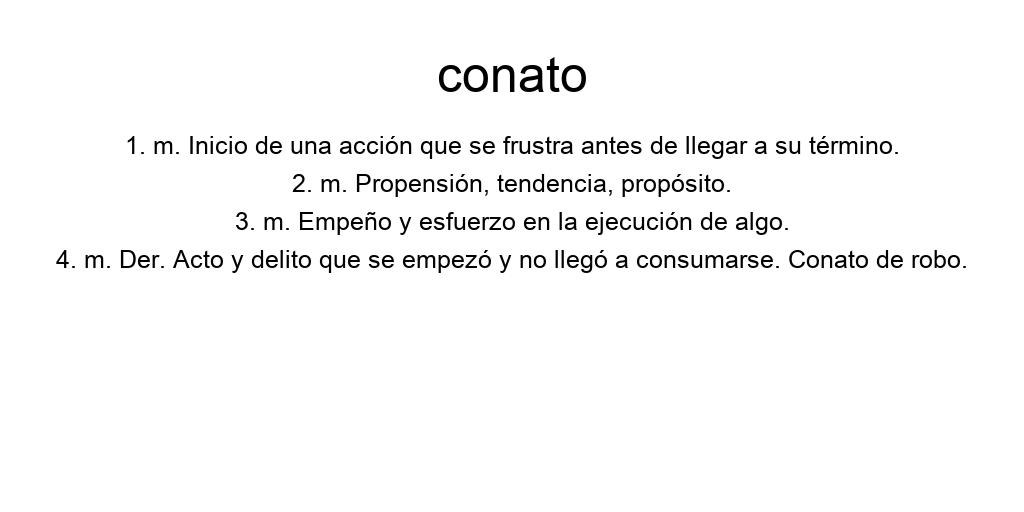 conato
1. m. Inicio de una acción que se frustra antes de llegar a su término.
2. m. Propensión, tendencia, propósito.
3. m. Empeño y esfuerzo en la ejecución de algo.
4. m. Der. Acto y delito que se empezó y no llegó a consumarse. Conato de robo.